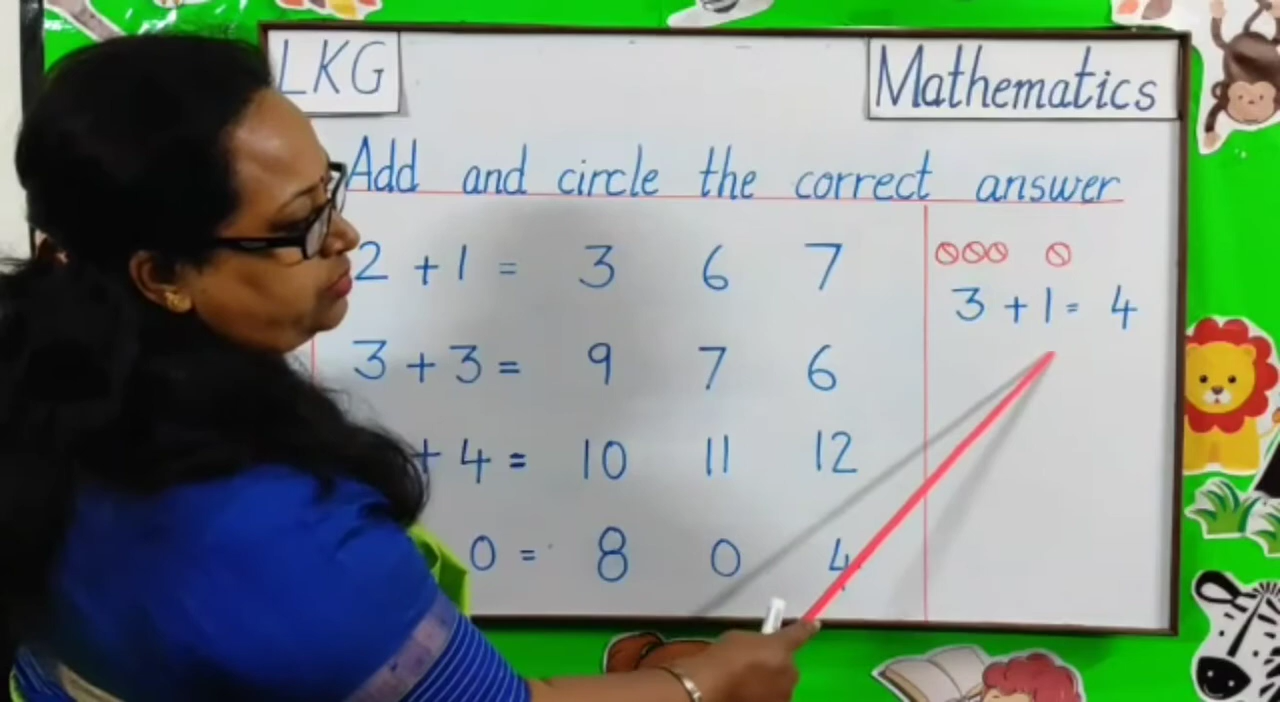 LKG
Mathematics
Add and circle the correct answer
2 + 1 = 3 6 7
3 + 3 = 9 7 6
+ 4 = 10 11 12
0 = 8 0 4
3 + 1 = 4